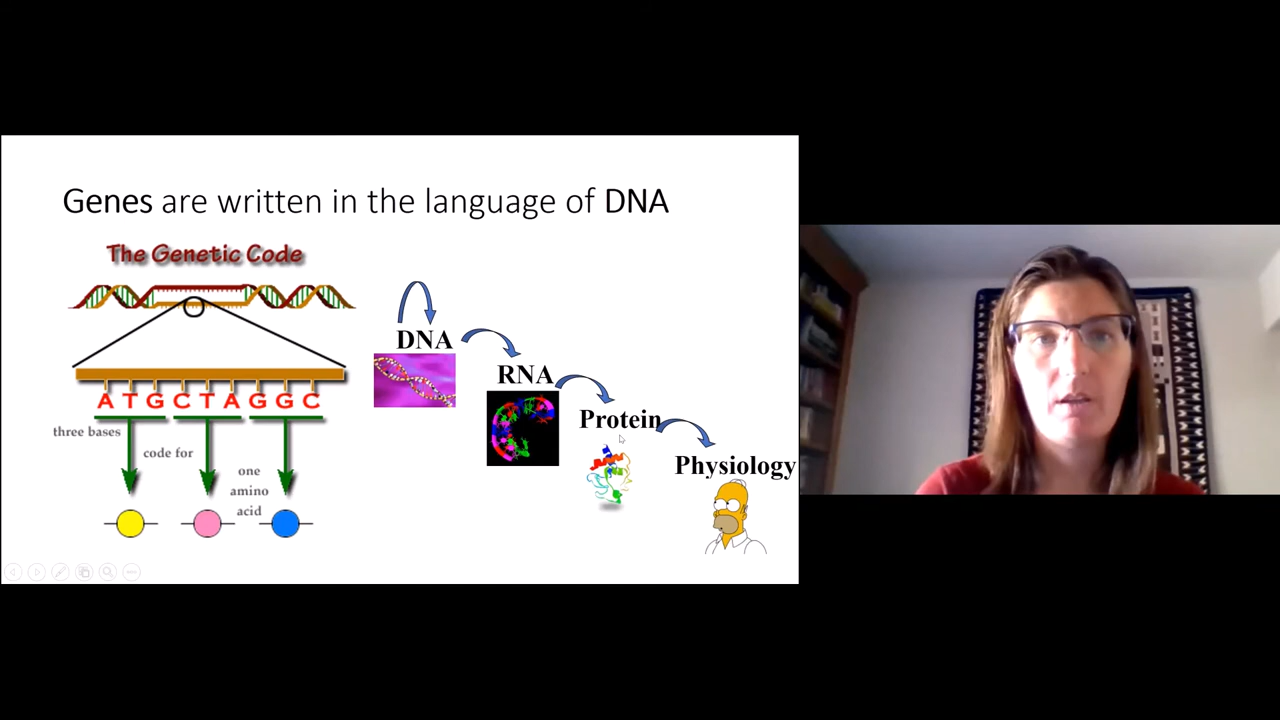 Genes are written in the language of DNA
The Genetic Code
A T G C T A G G C
three bases
code for
one
amino
acid
DNA
RNA
Protein
Physiology